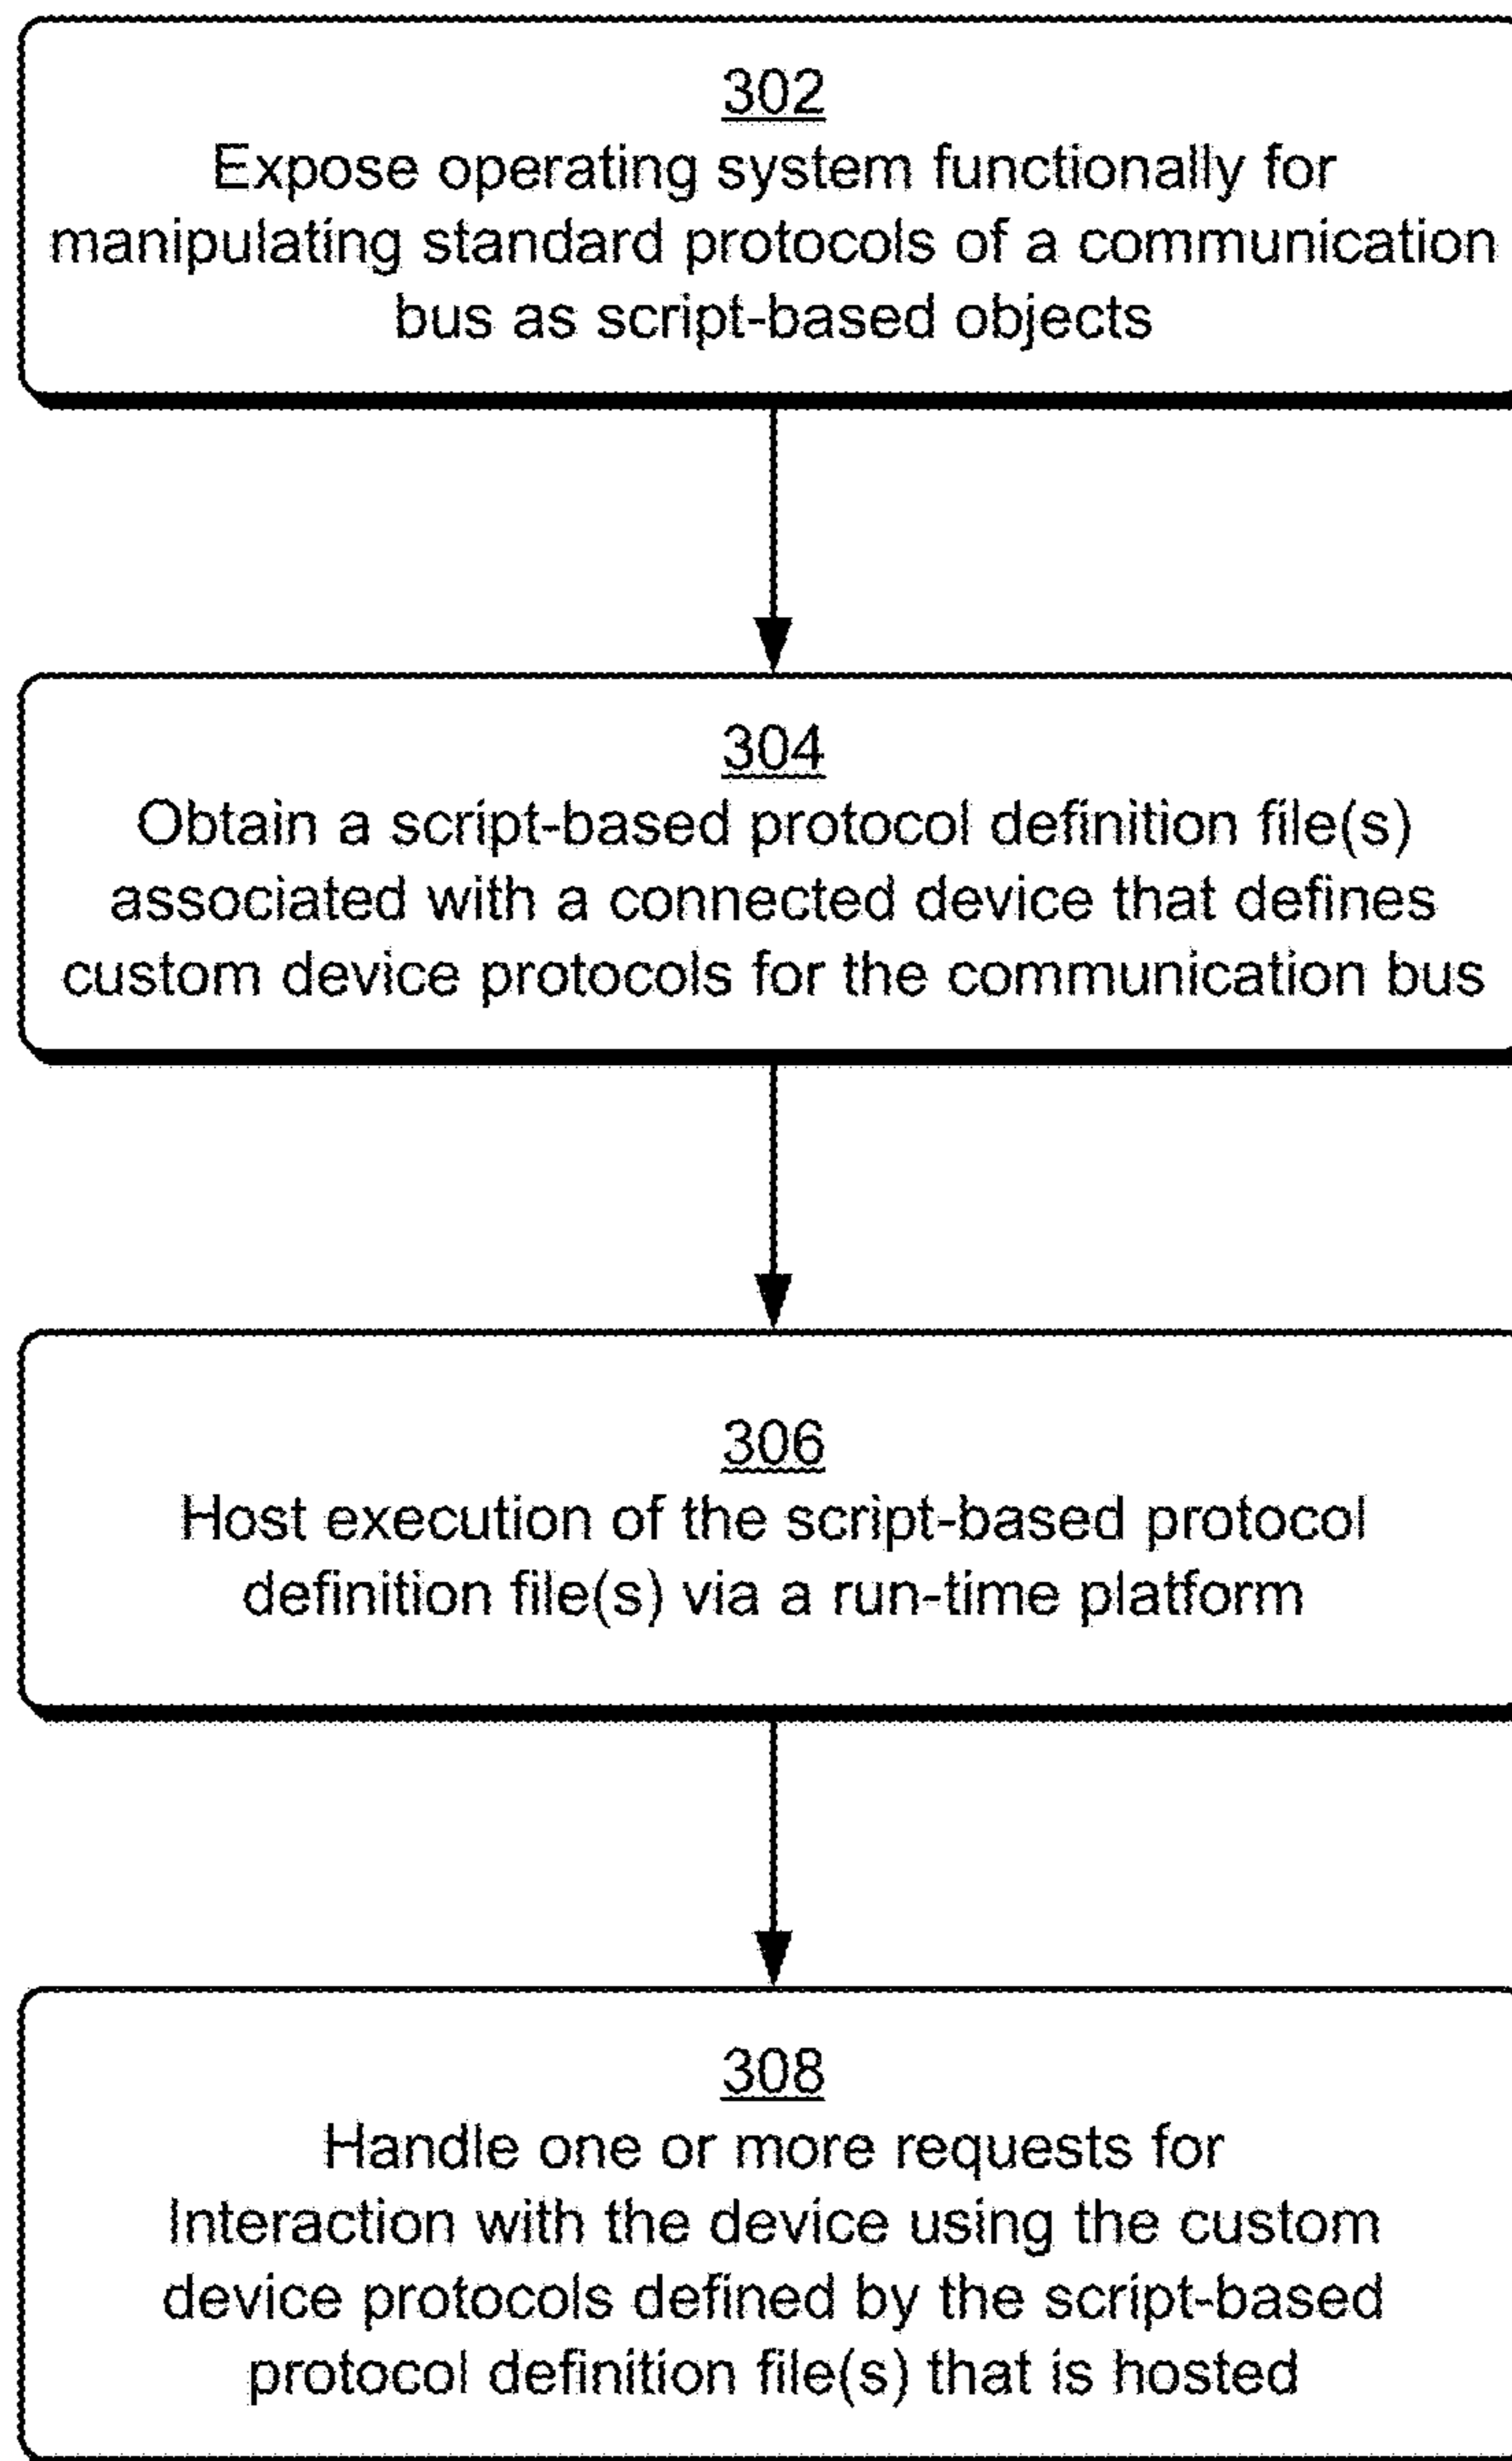 302
Expose operating system functionally for
manipulating standard protocols of a communication
bus as script-based objects
304
Obtain a script-based protocol definition file(s)
associated with a connected device that defines
custom device protocols for the communication bus
306
Host execution of the script-based protocol
definition file(s) via a run-time platform
308
Handle one or more requests for
Interaction with the device using the custom
device protocols defined by the script-based
protocol definition file(s) that is hosted